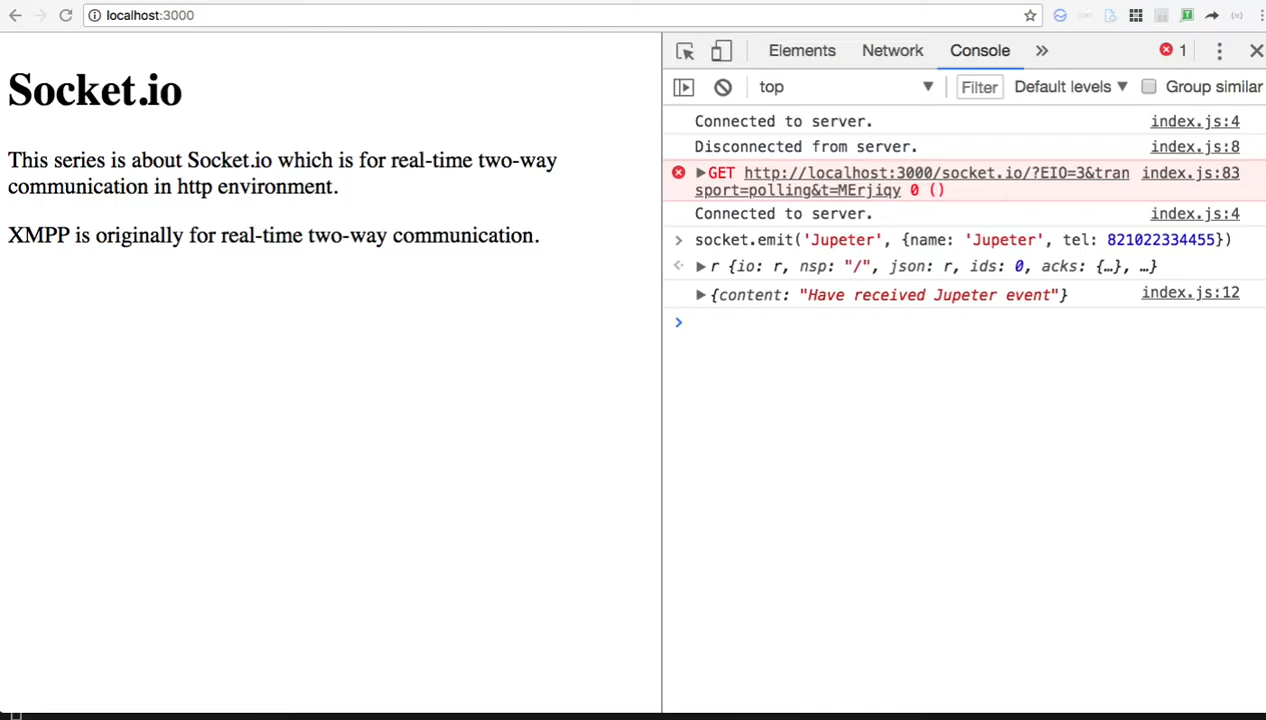 localhost:3000
Socket.io
This series is about Socket.io which is for real-time two-way
communication in http environment.
XMPP is originally for real-time two-way communication.
Elements Network Console » 1
top Filter Default levels Group similar
Connected to server. index.js:4
Disconnected from server. index.js:8
GET http://localhost:3000/socket.io/?EIO=3&tran index.js:83
sport=polling&t=MErjiqy 0 ()
Connected to server. index.js:4
socket.emit('Jupeter', {name: 'Jupeter', tel: 821022334455})
r {io: r, nsp: "/", json: r, ids: 0, acks: {…}, …}
{content: "Have received Jupeter event"} index.js:12